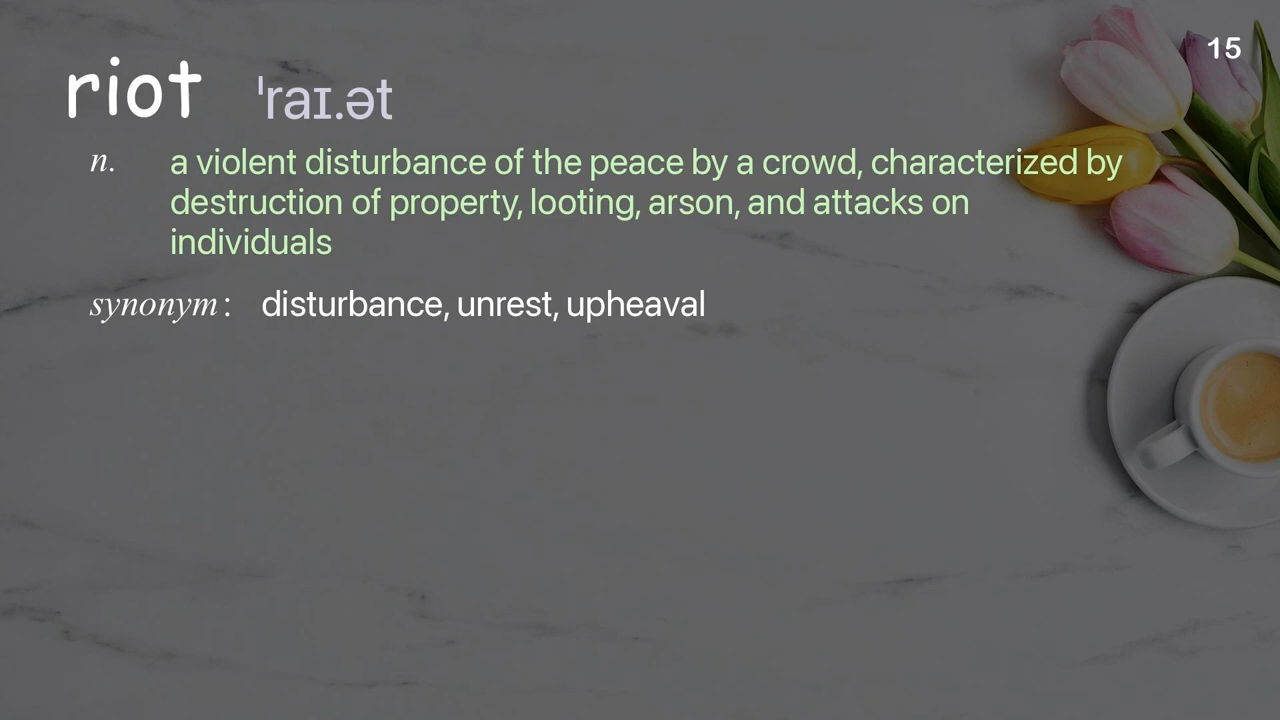 15
riot ˈraɪ.ət
n. a violent disturbance of the peace by a crowd, characterized by
destruction of property, looting, arson, and attacks on
individuals
synonym: disturbance, unrest, upheaval